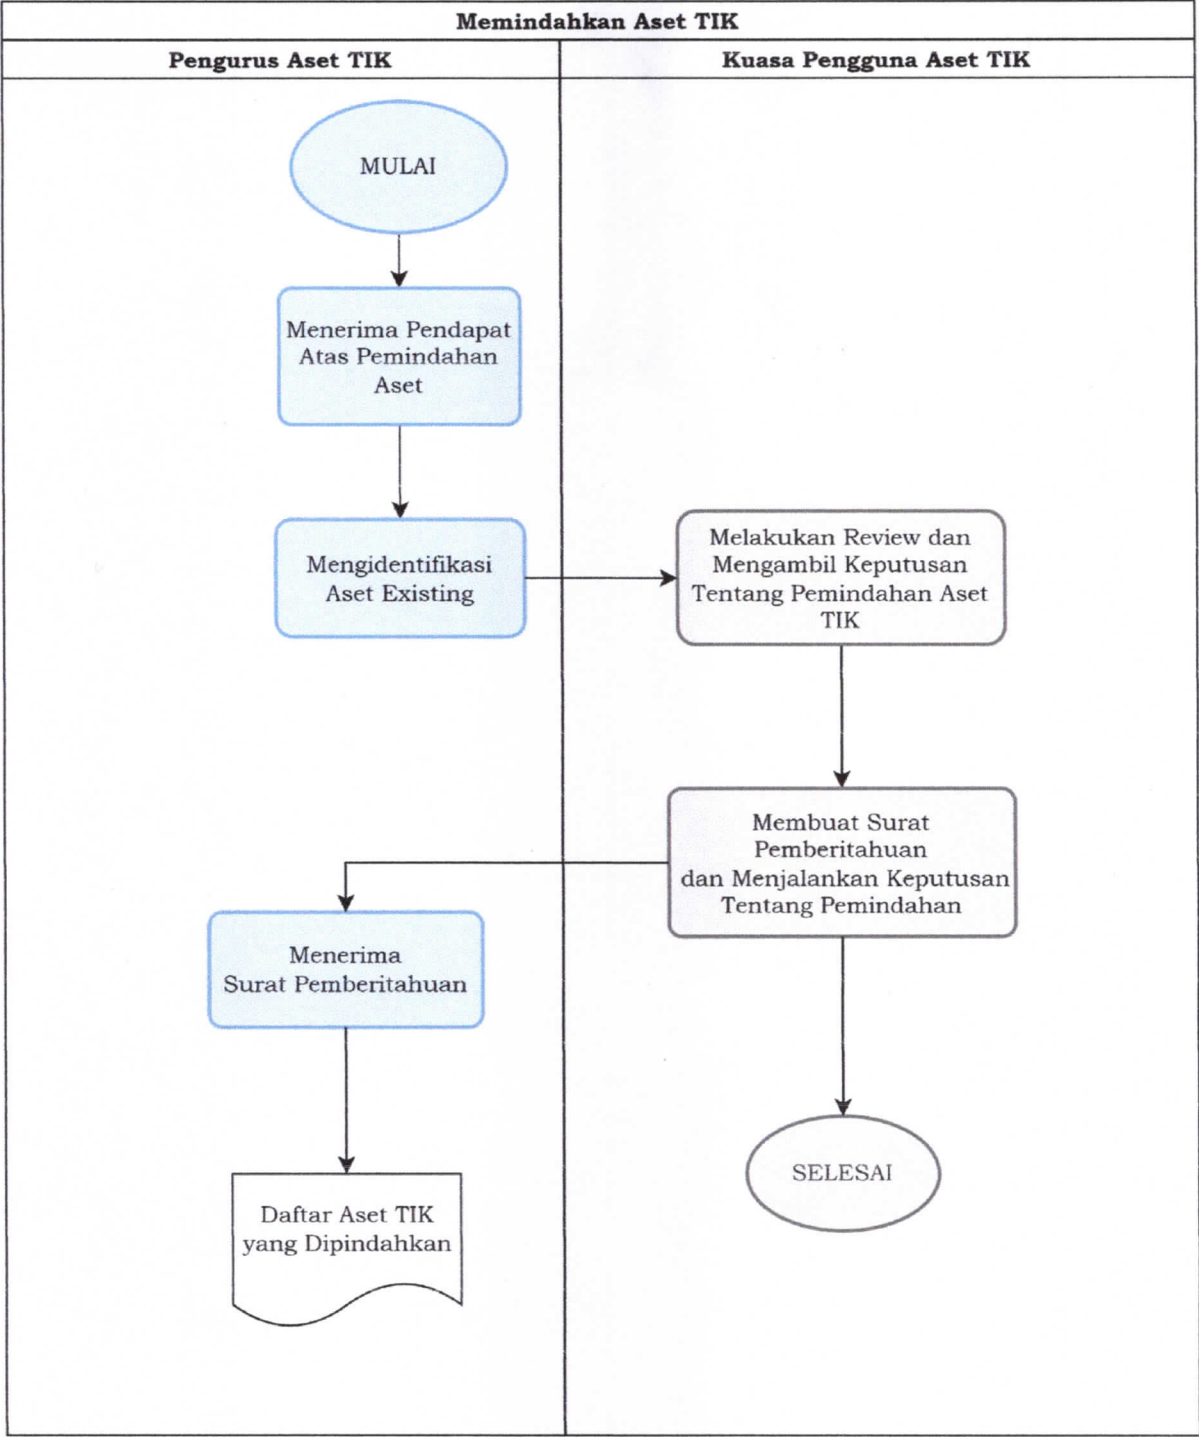 Memindahkan Aset TIK
Pengurus Aset TIK
Kuasa Pengguna Aset TIK
MULAI
Menerima Pendapat
Atas Pemindahan
Aset
Mengidentifikasi
Aset Existing
Melakukan Review dan
Mengambil Keputusan
Tentang Pemindahan Aset
TIK
Membuat Surat
Pemberitahuan
dan Menjalankan Keputusan
Tentang Pemindahan
Menerima
Surat Pemberitahuan
Daftar Aset TIK
yang Dipindahkan
SELESAI